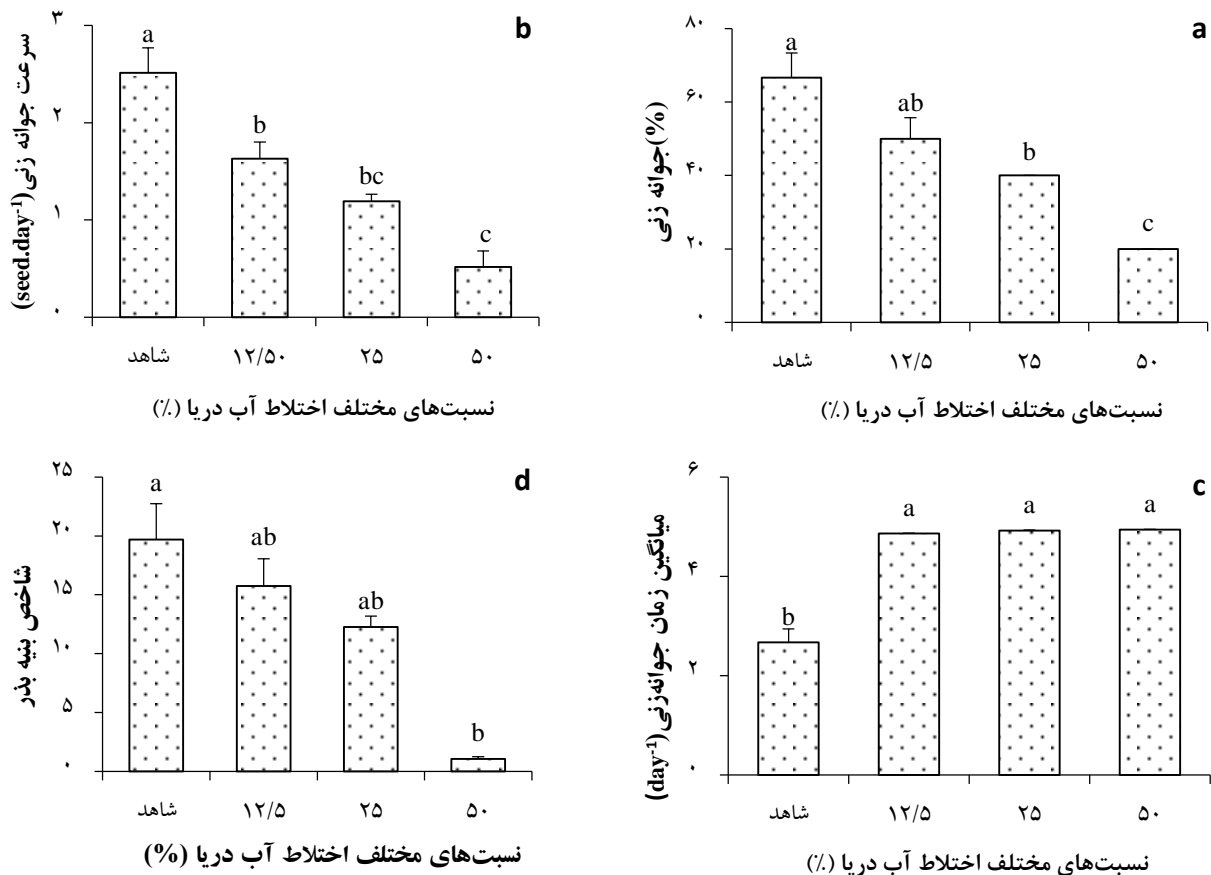 b
سرعت جوانه زنی(seed.day-1)
۳
۲
۱
۰
a
b
bc
c
شاهد
۱۲/۵۰
۲۵
۵۰
نسبت‌های مختلف اختلاط آب دریا (٪)
a
جوانه زنی(%)
۸۰
۶۰
۴۰
۲۰
۰
a
ab
b
c
شاهد
۱۲/۵
۲۵
۵۰
نسبت‌های مختلف اختلاط آب دریا (٪)
d
شاخص بنیه بذر
۲۵
۲۰
۱۵
۱۰
۵
۰
a
ab
ab
b
شاهد
۱۲/۵
۲۵
۵۰
نسبت‌های مختلف اختلاط آب دریا (%)
c
میانگین زمان جوانه‌زنی(day-1)
۶
۴
۲
۰
b
a
a
a
شاهد
۱۲/۵
۲۵
۵۰
نسبت‌های مختلف اختلاط آب دریا (٪)